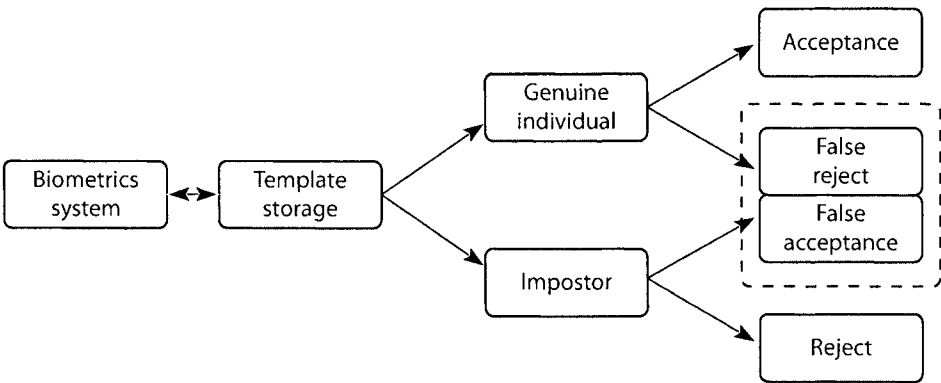 Biometrics
system
Template
storage
Genuine
individual
Impostor
Acceptance
False
reject
False
acceptance
Reject